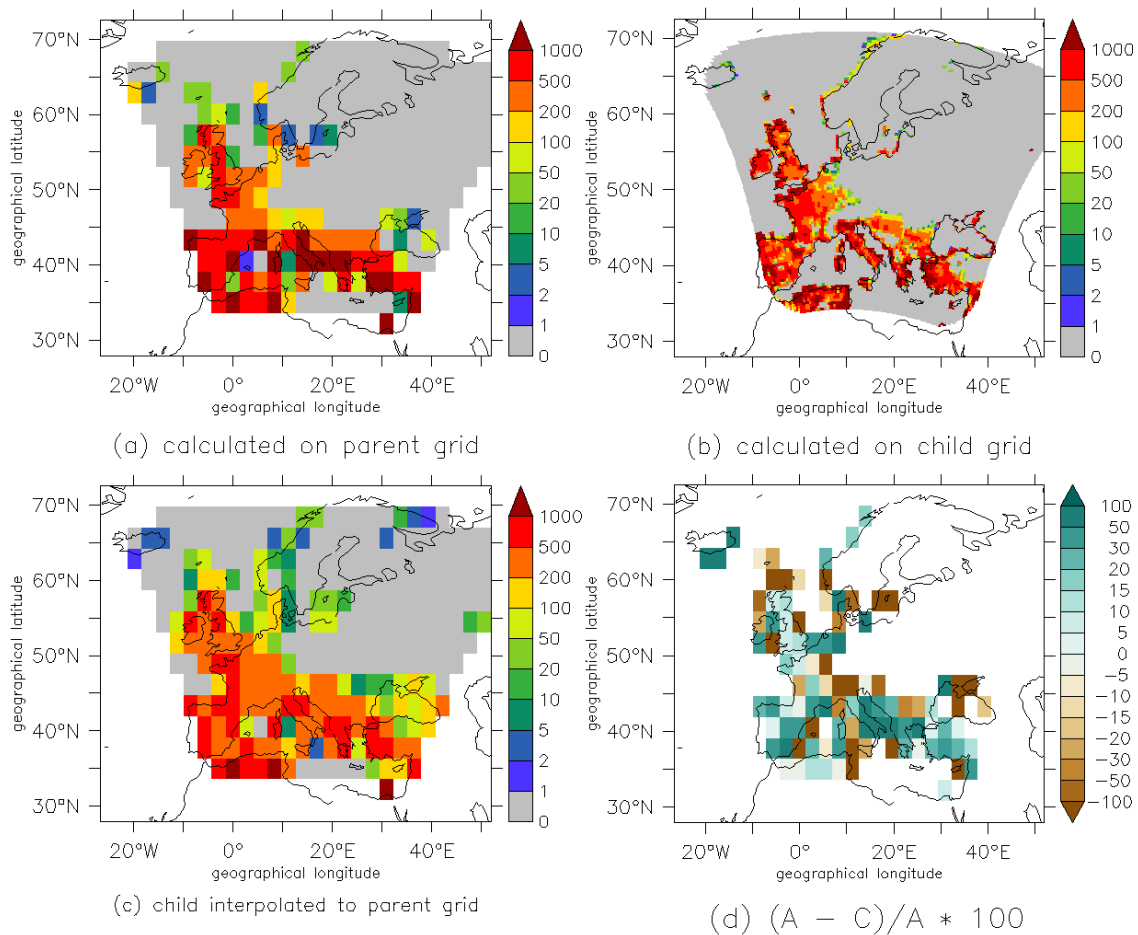 70°N
60°N
50°N
40°N
30°N
geographical latitude
20°W
0°
20°E
40°E
geographical longitude
1000
500
200
100
50
20
10
5
2
1
0
(a) calculated on parent grid
70°N
60°N
50°N
40°N
30°N
geographical latitude
20°W
0°
20°E
40°E
geographical longitude
1000
500
200
100
50
20
10
5
2
1
0
(b) calculated on child grid
70°N
60°N
50°N
40°N
30°N
geographical latitude
20°W
0°
20°E
40°E
geographical longitude
1000
500
200
100
50
20
10
5
2
1
0
(c) child interpolated to parent grid
70°N
60°N
50°N
40°N
30°N
geographical latitude
20°W
0°
20°E
40°E
geographical longitude
100
50
30
20
15
10
5
0
−5
−10
−15
−20
−30
−50
−100
(d) (A − C)/A * 100